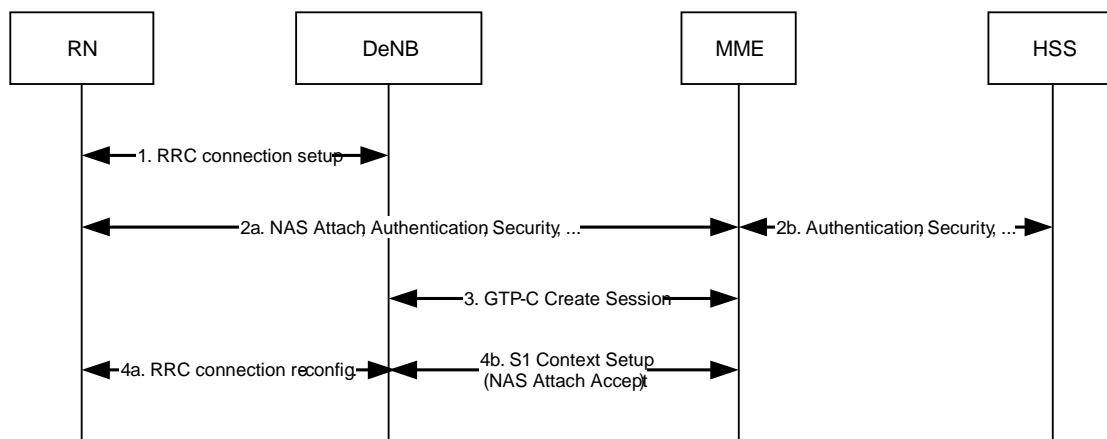 RN
DeNB
MME
HSS
1. RRC connection setup
2a. NAS Attach, Authentication, Security, ...
2b. Authentication, Security, ...
3. GTP-C Create Session
4a. RRC connection reconfig.
4b. S1 Context Setup
(NAS Attach Accept)